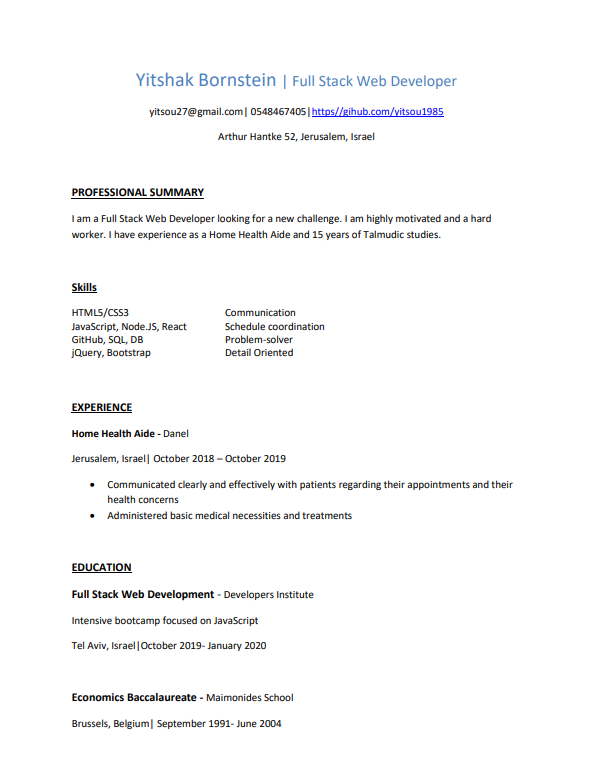 Yitshak Bornstein | Full Stack Web Developer
yitsou27@gmail.com| 0548467405|https//gihub.com/yitsou1985
Arthur Hantke 52, Jerusalem, Israel
PROFESSIONAL SUMMARY
I am a Full Stack Web Developer looking for a new challenge. I am highly motivated and a hard
worker. I have experience as a Home Health Aide and 15 years of Talmudic studies.
Skills
HTML5/CSS3 Communication
JavaScript, Node.JS, React Schedule coordination
GitHub, SQL, DB Problem-solver
jQuery, Bootstrap Detail Oriented
EXPERIENCE
Home Health Aide - Danel
Jerusalem, Israel| October 2018 – October 2019
• Communicated clearly and effectively with patients regarding their appointments and their
health concerns
• Administered basic medical necessities and treatments
EDUCATION
Full Stack Web Development - Developers Institute
Intensive bootcamp focused on JavaScript
Tel Aviv, Israel|October 2019- January 2020
Economics Baccalaureate - Maimonides School
Brussels, Belgium| September 1991- June 2004